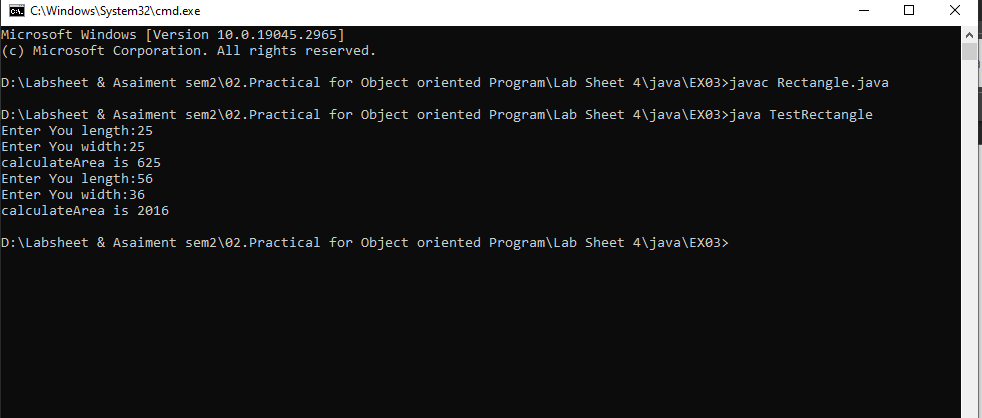 C:\Windows\System32\cmd.exe
Microsoft Windows [Version 10.0.19045.2965]
(c) Microsoft Corporation. All rights reserved.
D:\Labsheet & Asaiment sem2\02.Practical for Object oriented Program\Lab Sheet 4\java\EX03>javac Rectangle.java
D:\Labsheet & Asaiment sem2\02.Practical for Object oriented Program\Lab Sheet 4\java\EX03>java TestRectangle
Enter You length:25
Enter You width:25
calculateArea is 625
Enter You length:56
Enter You width:36
calculateArea is 2016
D:\Labsheet & Asaiment sem2\02.Practical for Object oriented Program\Lab Sheet 4\java\EX03>